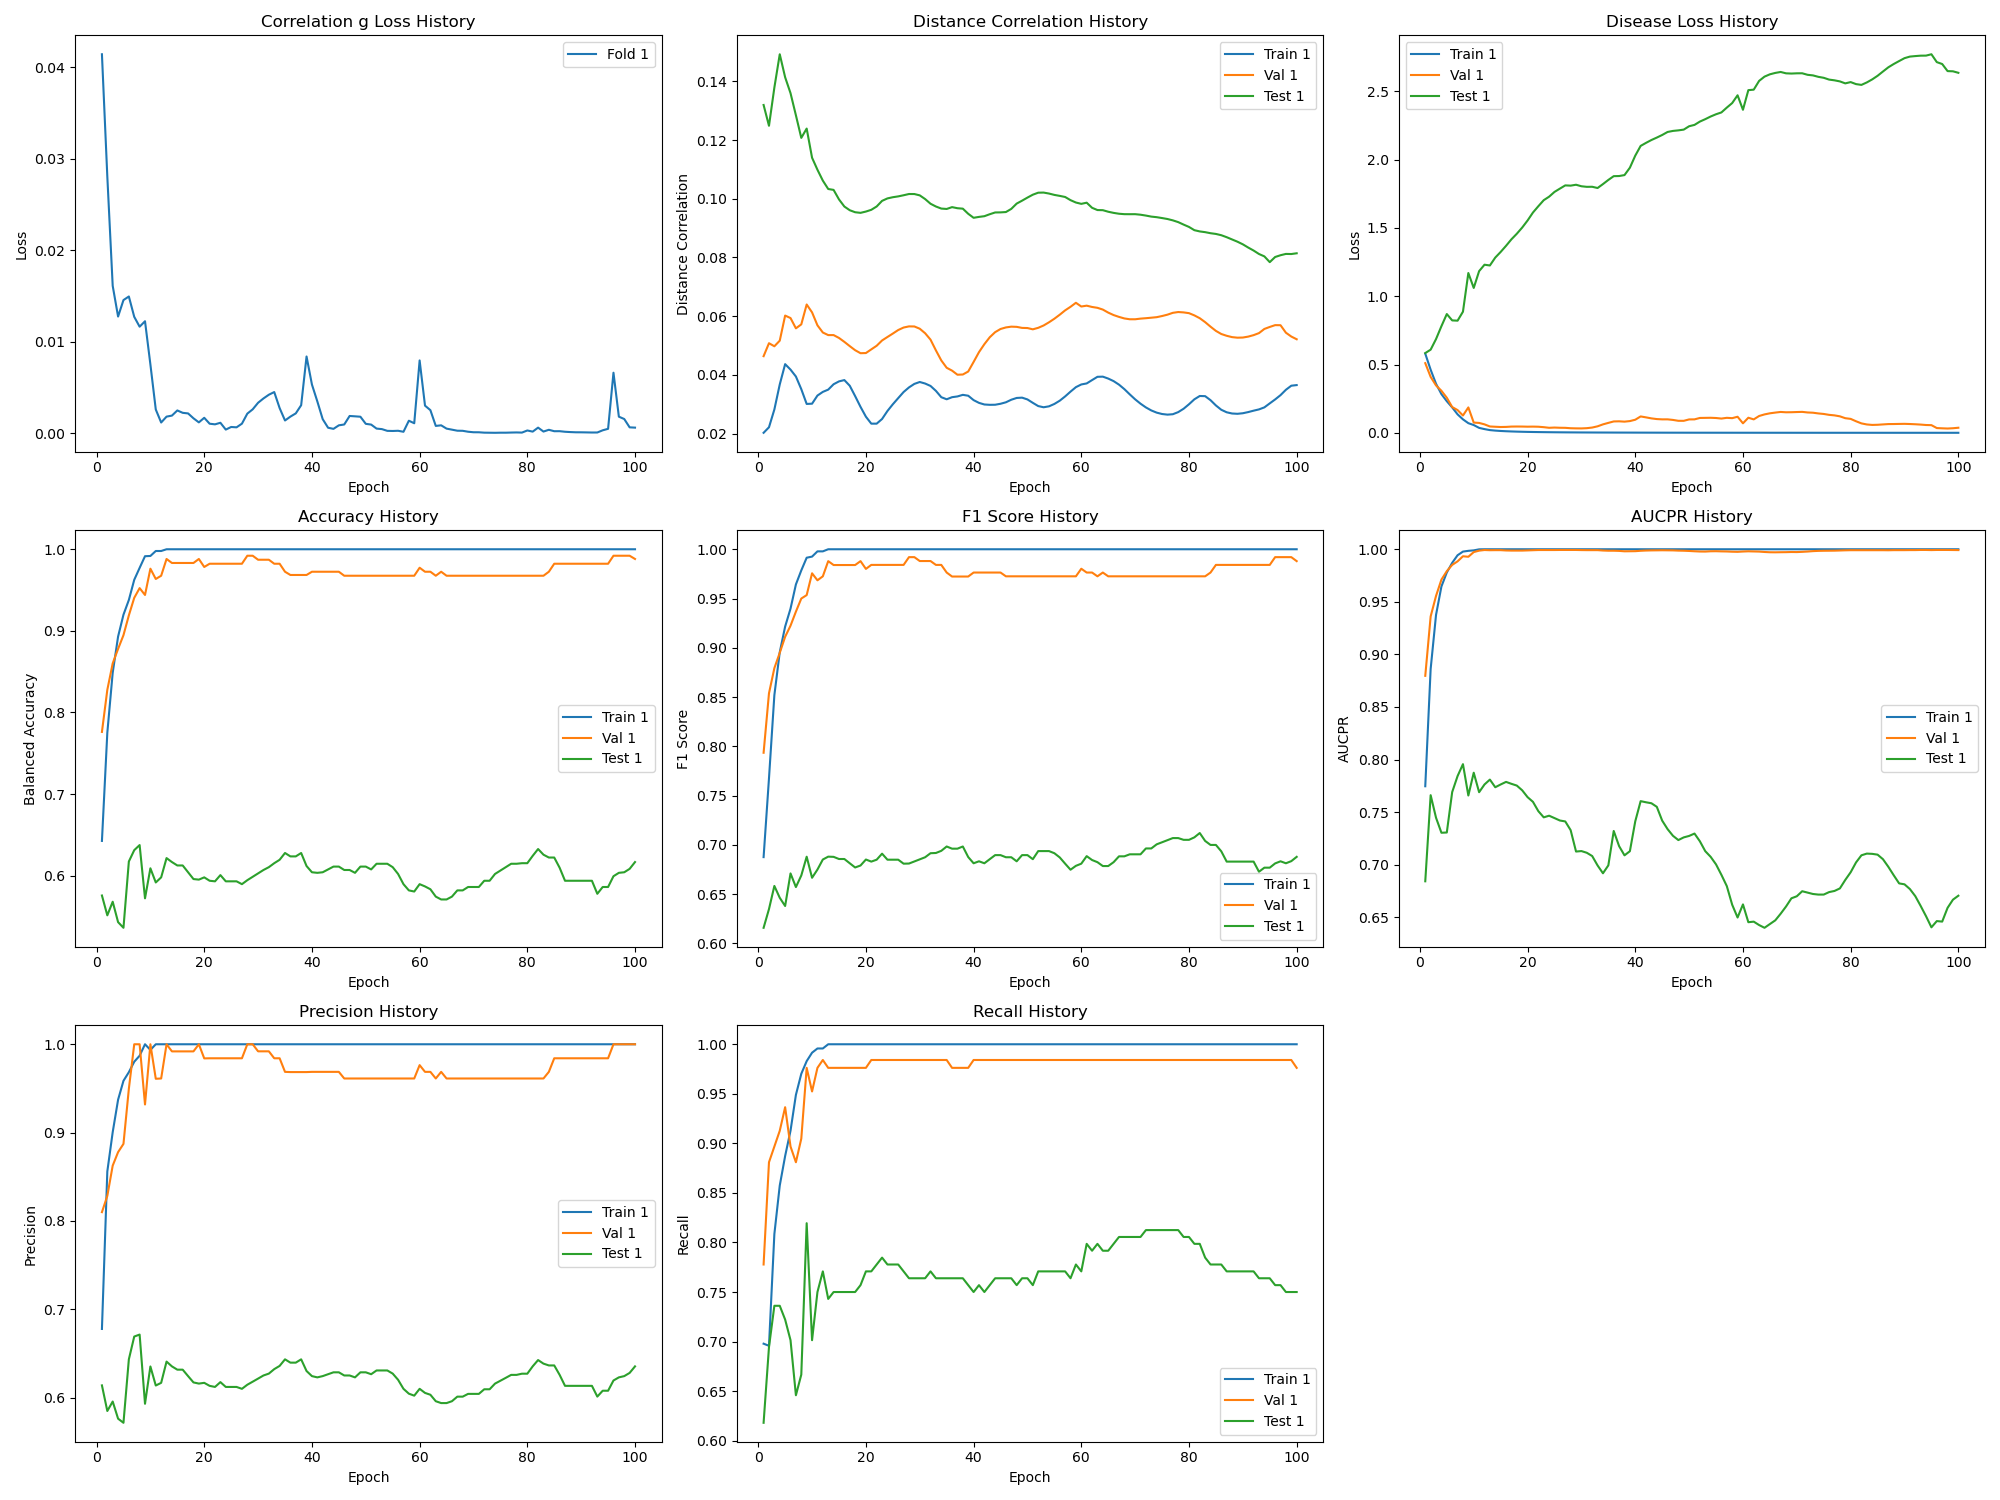 Correlation g Loss History
Fold 1
0.04
0.03
0.02
0.01
0.00
Loss
0 20 40 60 80 100
Epoch
Distance Correlation History
Train 1
Val 1
Test 1
0.14
0.12
0.10
0.08
0.06
0.04
0.02
Distance Correlation
0 20 40 60 80 100
Epoch
Disease Loss History
Train 1
Val 1
Test 1
2.5
2.0
1.5
1.0
0.5
0.0
Loss
0 20 40 60 80 100
Epoch
Accuracy History
1.0
0.9
0.8
0.7
0.6
Balanced Accuracy
Train 1
Val 1
Test 1
0 20 40 60 80 100
Epoch
F1 Score History
1.00
0.95
0.90
0.85
0.80
0.75
0.70
0.65
0.60
F1 Score
Train 1
Val 1
Test 1
0 20 40 60 80 100
Epoch
AUCPR History
1.00
0.95
0.90
0.85
0.80
0.75
0.70
0.65
AUCPR
Train 1
Val 1
Test 1
0 20 40 60 80 100
Epoch
Precision History
1.0
0.9
0.8
0.7
0.6
Precision
Train 1
Val 1
Test 1
0 20 40 60 80 100
Epoch
Recall History
1.00
0.95
0.90
0.85
0.80
0.75
0.70
0.65
0.60
Recall
Train 1
Val 1
Test 1
0 20 40 60 80 100
Epoch